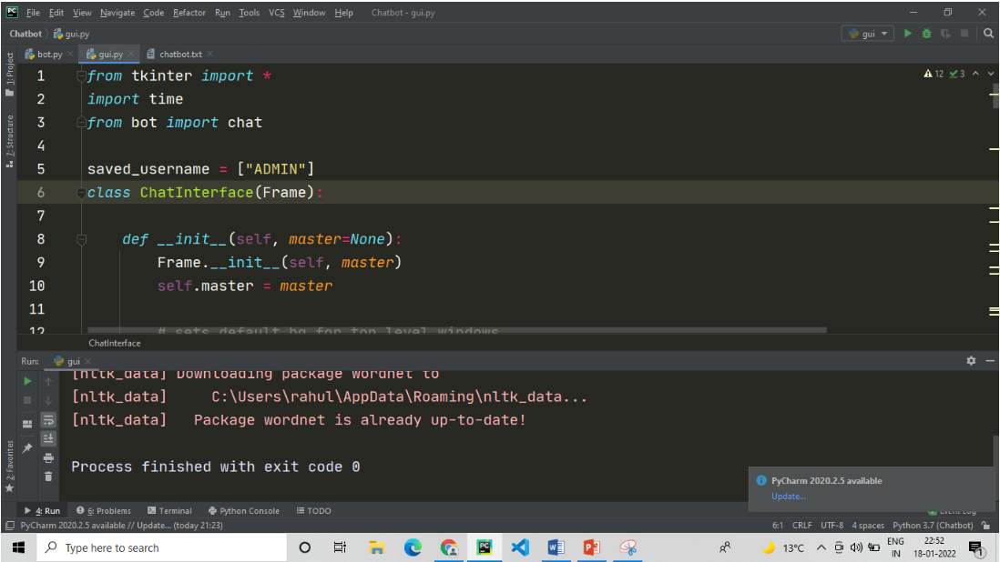 PC File Edit View Navigate Code Refactor Run Tools VCS Window Help Chatbot - gui.py
Chatbot gui.py gui
bot.py gui.py chatbot.txt
1: Project
Z: Structure
2: Favorites
12 3
1 from tkinter import *
2 import time
3 from bot import chat
4
5 saved_username = ["ADMIN"]
6 class ChatInterface(Frame):
7
8 def __init__(self, master=None):
9 Frame.__init__(self, master)
10 self.master = master
11
12 # sets default bg for top level windows
ChatInterface
Run: gui
[nltk_data] Downloading package wordnet to
[nltk_data]     C:\Users\rahul\AppData\Roaming\nltk_data...
[nltk_data]   Package wordnet is already up-to-date!
Process finished with exit code 0
PyCharm 2020.2.5 available
Update...
4: Run 6: Problems Terminal Python Console TODO Event Log
PyCharm 2020.2.5 available // Update... (today 21:23) 6:1 CRLF UTF-8 4 spaces Python 3.7 (Chatbot)
Type here to search 13°C ENG 22:52
IN 18-01-2022 1